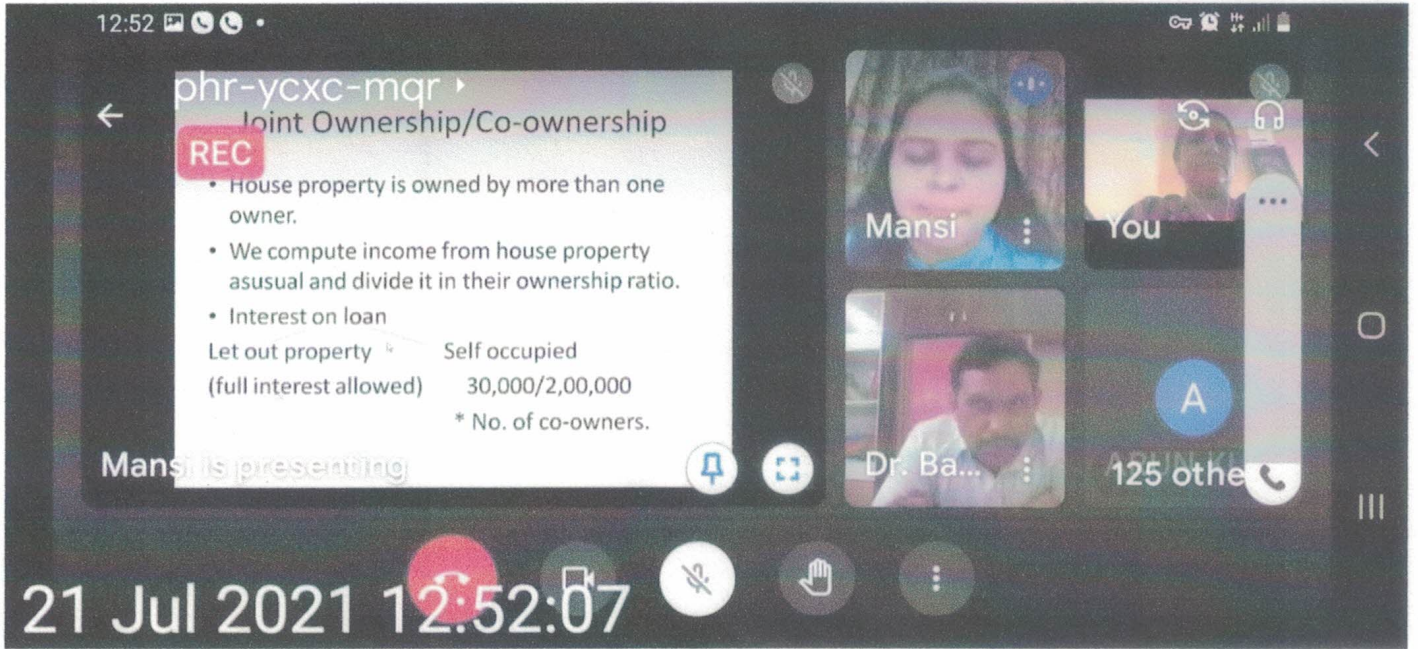 12:52
phr-ycxc-mqr
Joint Ownership/Co-ownership
REC
• House property is owned by more than one
owner.
• We compute income from house property
asusual and divide it in their ownership ratio.
• Interest on loan
Let out property Self occupied
(full interest allowed) 30,000/2,00,000
* No. of co-owners.
Mansi is presenting
Mansi
You
Dr. Ba...
A
125 othe
21 Jul 2021 12:52:07